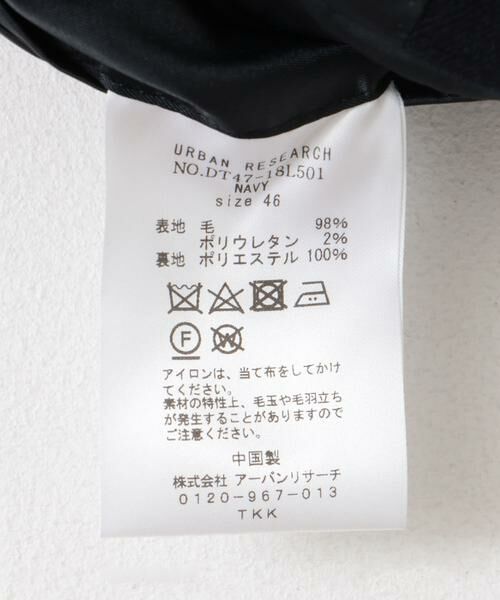 URBAN RESEARCH
NO.DT47-18L501
NAVY
size 46
表地 毛 98%
ポリウレタン 2%
裏地 ポリエステル 100%
F W
アイロンは、当て布をしてかけ
てください。
素材の特性上、毛玉や毛羽立ち
が発生することがありますので
ご注意ください。
中国製
株式会社 アーバンリサーチ
0120-967-013
TKK